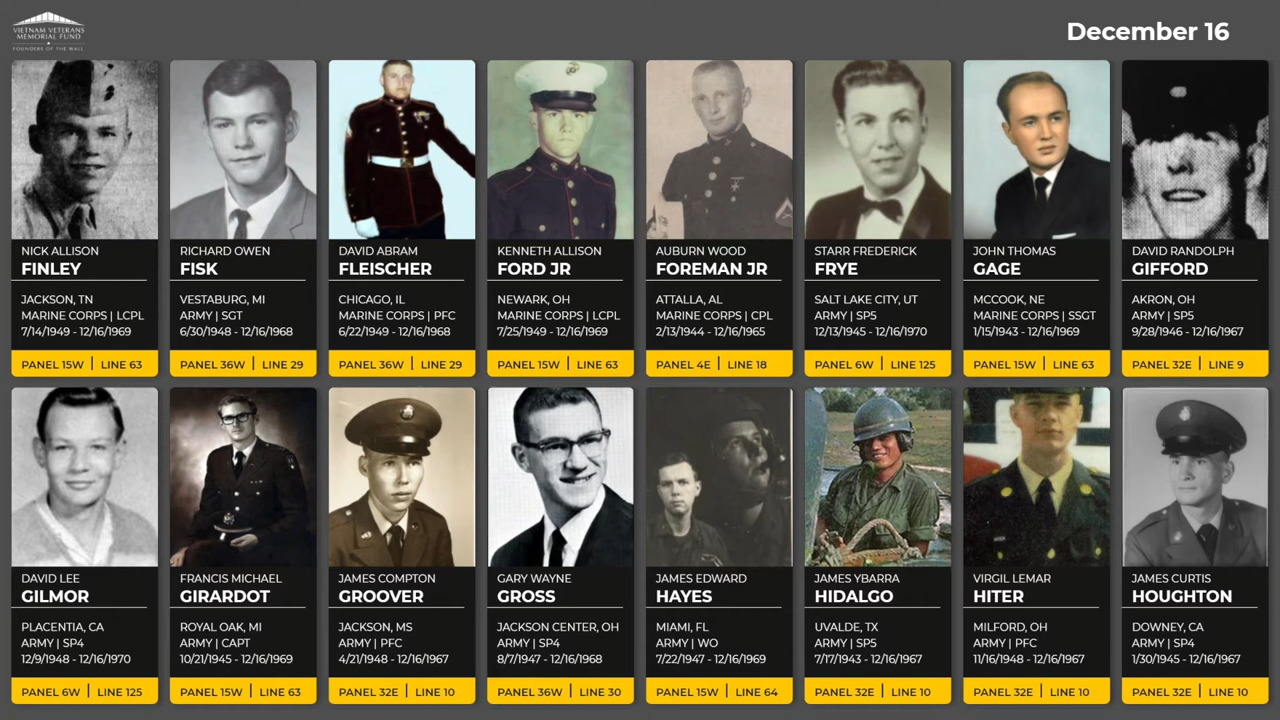 VIETNAM VETERANS
MEMORIAL FUND
FOUNDERS OF THE WALL
December 16
NICK ALLISON
FINLEY
JACKSON, TN
MARINE CORPS | LCPL
7/14/1949 - 12/16/1969
PANEL 15W | LINE 63
RICHARD OWEN
FISK
VESTABURG, MI
ARMY | SGT
6/30/1948 - 12/16/1968
PANEL 36W | LINE 29
DAVID ABRAM
FLEISCHER
CHICAGO, IL
MARINE CORPS | PFC
6/22/1949 - 12/16/1968
PANEL 36W | LINE 29
KENNETH ALLISON
FORD JR
NEWARK, OH
MARINE CORPS | LCPL
7/25/1949 - 12/16/1969
PANEL 15W | LINE 63
AUBURN WOOD
FOREMAN JR
ATTALLA, AL
MARINE CORPS | CPL
2/13/1944 - 12/16/1965
PANEL 4E | LINE 18
STARR FREDERICK
FRYE
SALT LAKE CITY, UT
ARMY | SP5
12/13/1945 - 12/16/1970
PANEL 6W | LINE 125
JOHN THOMAS
GAGE
MCCOOK, NE
MARINE CORPS | SSGT
1/15/1943 - 12/16/1969
PANEL 15W | LINE 63
DAVID RANDOLPH
GIFFORD
AKRON, OH
ARMY | SP5
9/28/1946 - 12/16/1967
PANEL 32E | LINE 9
DAVID LEE
GILMOR
PLACENTIA, CA
ARMY | SP4
12/9/1948 - 12/16/1970
PANEL 6W | LINE 125
FRANCIS MICHAEL
GIRARDOT
ROYAL OAK, MI
ARMY | CAPT
10/21/1945 - 12/16/1969
PANEL 15W | LINE 63
JAMES COMPTON
GROOVER
JACKSON, MS
ARMY | PFC
4/21/1948 - 12/16/1967
PANEL 32E | LINE 10
GARY WAYNE
GROSS
JACKSON CENTER, OH
ARMY | SP4
8/7/1947 - 12/16/1968
PANEL 36W | LINE 30
JAMES EDWARD
HAYES
MIAMI, FL
ARMY | WO
7/22/1947 - 12/16/1969
PANEL 15W | LINE 64
JAMES YBARRA
HIDALGO
UVALDE, TX
ARMY | SP5
7/17/1943 - 12/16/1967
PANEL 32E | LINE 10
VIRGIL LEMAR
HITER
MILFORD, OH
ARMY | PFC
11/16/1948 - 12/16/1967
PANEL 32E | LINE 10
JAMES CURTIS
HOUGHTON
DOWNEY, CA
ARMY | SP4
1/30/1945 - 12/16/1967
PANEL 32E | LINE 10